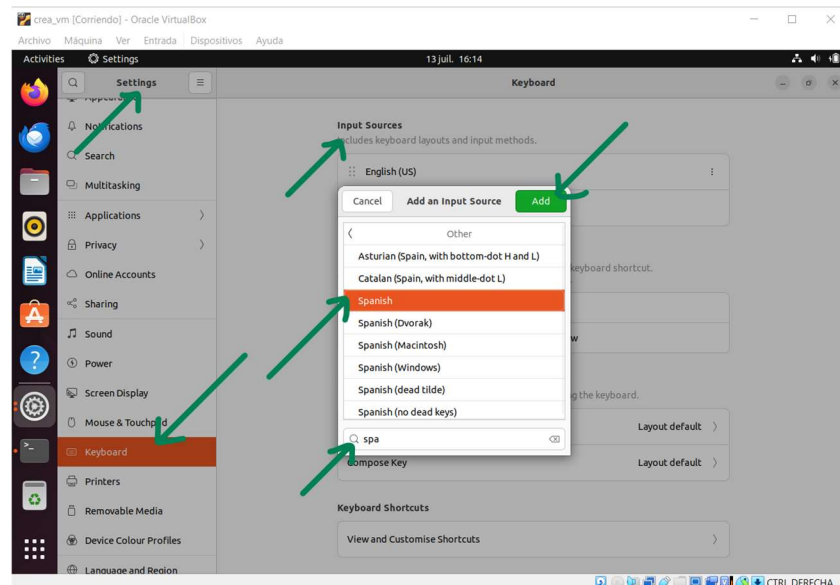 crea_vm [Corriendo] - Oracle VirtualBox
Archivo Máquina Ver Entrada Dispositivos Ayuda
Activities Settings 13 juil. 16:14
Settings Keyboard
Notifications
Search
Multitasking
Applications
Privacy
Online Accounts
Sharing
Sound
Power
Screen Display
Mouse & Touchpad
Keyboard
Printers
Removable Media
Device Colour Profiles
Language and Region
Input Sources
Includes keyboard layouts and input methods.
English (US)
Cancel Add an Input Source Add
Other
Asturian (Spain, with bottom-dot H and L)
Catalan (Spain, with middle-dot L)
Spanish
Spanish (Dvorak)
Spanish (Macintosh)
Spanish (Windows)
Spanish (dead tilde)
Spanish (no dead keys)
spa
keyboard shortcut.
w
the keyboard.
Layout default
Compose Key Layout default
Keyboard Shortcuts
View and Customise Shortcuts
CTRL DERECHA